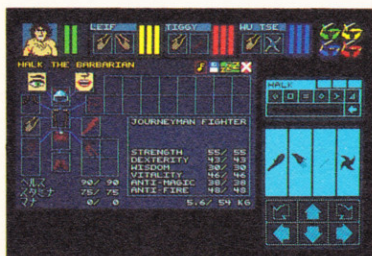 LEIF
TIGGY
WU TSE
HALK THE BARBARIAN
HALK
JOURNEYMAN FIGHTER
STRENGTH 55/ 55
DEXTERITY 43/ 43
WISDOM 30/ 30
VITALITY 46/ 46
ANTI-MAGIC 38/ 38
ANTI-FIRE 48/ 48
ヘルス 90/ 90
スタミナ 75/ 75
マナ 0/ 0
5.6/ 54 KG